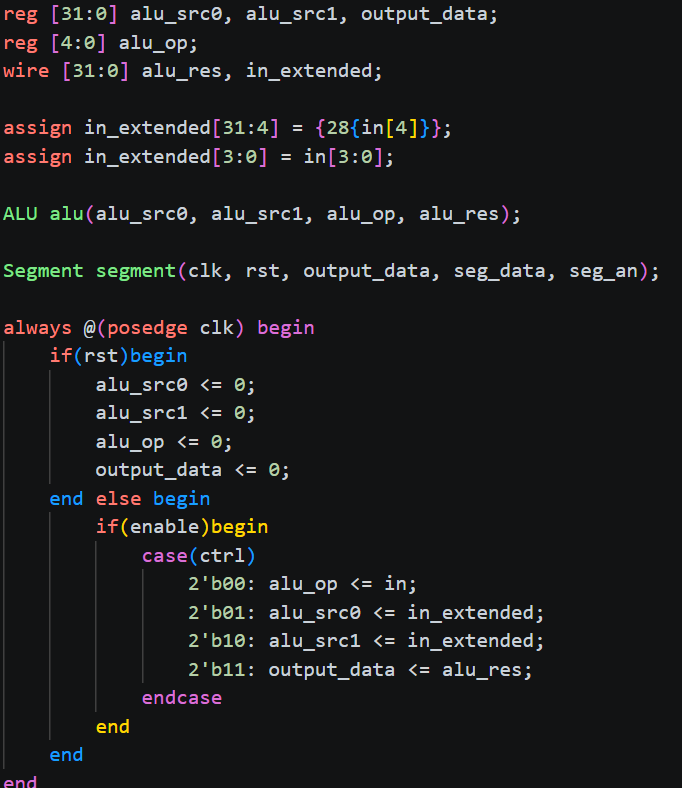 reg [31:0] alu_src0, alu_src1, output_data;
reg [4:0] alu_op;
wire [31:0] alu_res, in_extended;

assign in_extended[31:4] = {28{in[4]}};
assign in_extended[3:0] = in[3:0];

ALU alu(alu_src0, alu_src1, alu_op, alu_res);

Segment segment(clk, rst, output_data, seg_data, seg_an);

always @(posedge clk) begin
    if(rst)begin
        alu_src0 <= 0;
        alu_src1 <= 0;
        alu_op <= 0;
        output_data <= 0;
    end else begin
        if(enable)begin
            case(ctrl)
                2'b00: alu_op <= in;
                2'b01: alu_src0 <= in_extended;
                2'b10: alu_src1 <= in_extended;
                2'b11: output_data <= alu_res;
            endcase
        end
    end
end